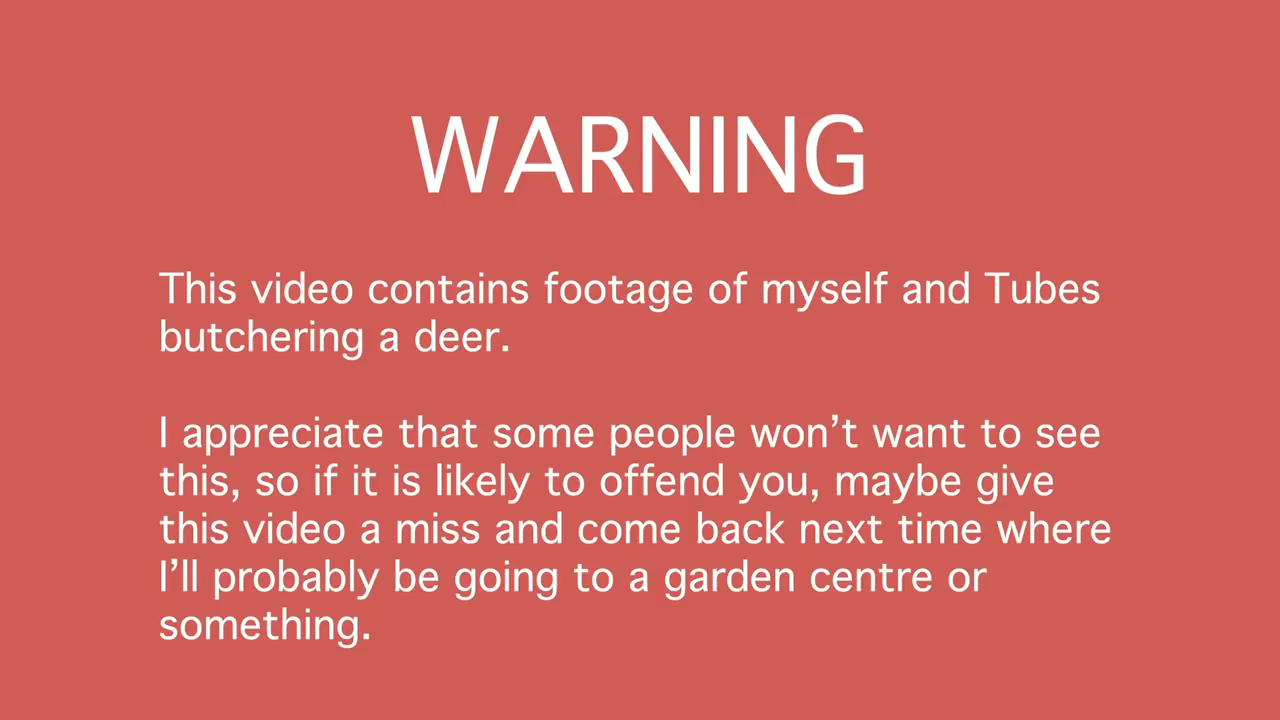 WARNING
This video contains footage of myself and Tubes
butchering a deer.
I appreciate that some people won’t want to see
this, so if it is likely to offend you, maybe give
this video a miss and come back next time where
I’ll probably be going to a garden centre or
something.